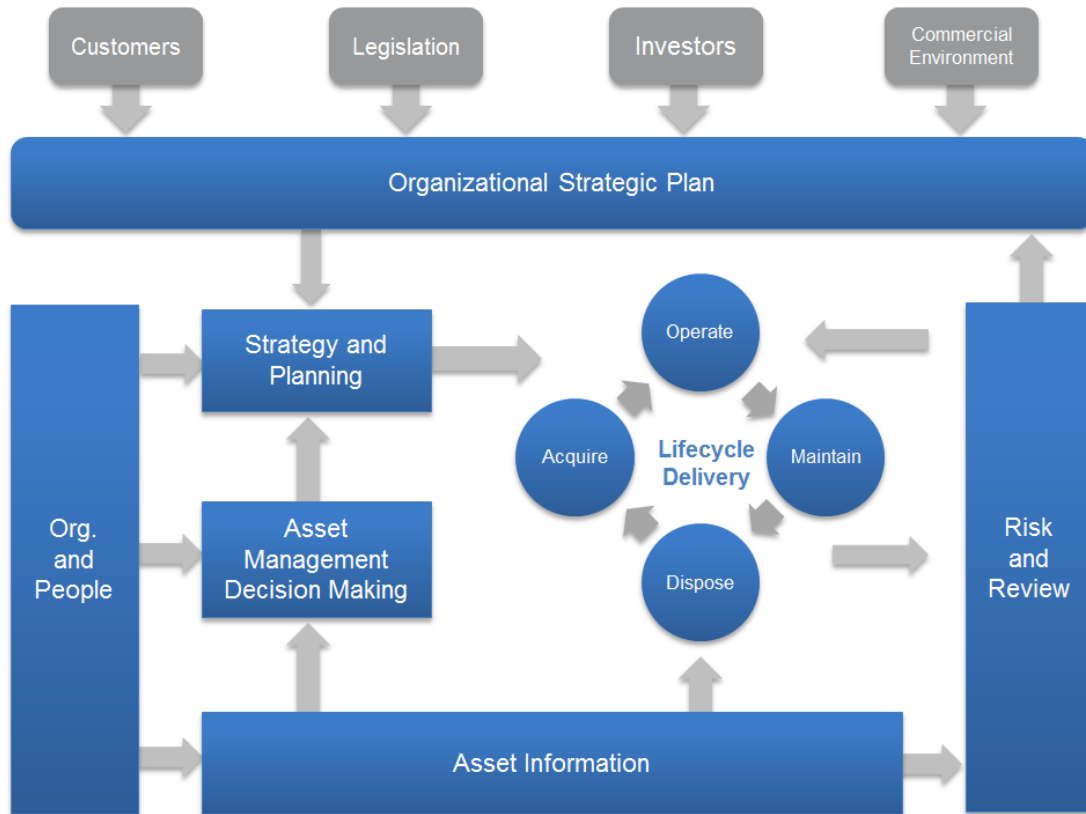 Customers
Legislation
Investors
Commercial
Environment
Organizational Strategic Plan
Strategy and
Planning
Operate
Acquire
Lifecycle
Delivery
Maintain
Org.
and
People
Asset
Management
Decision Making
Dispose
Risk
and
Review
Asset Information